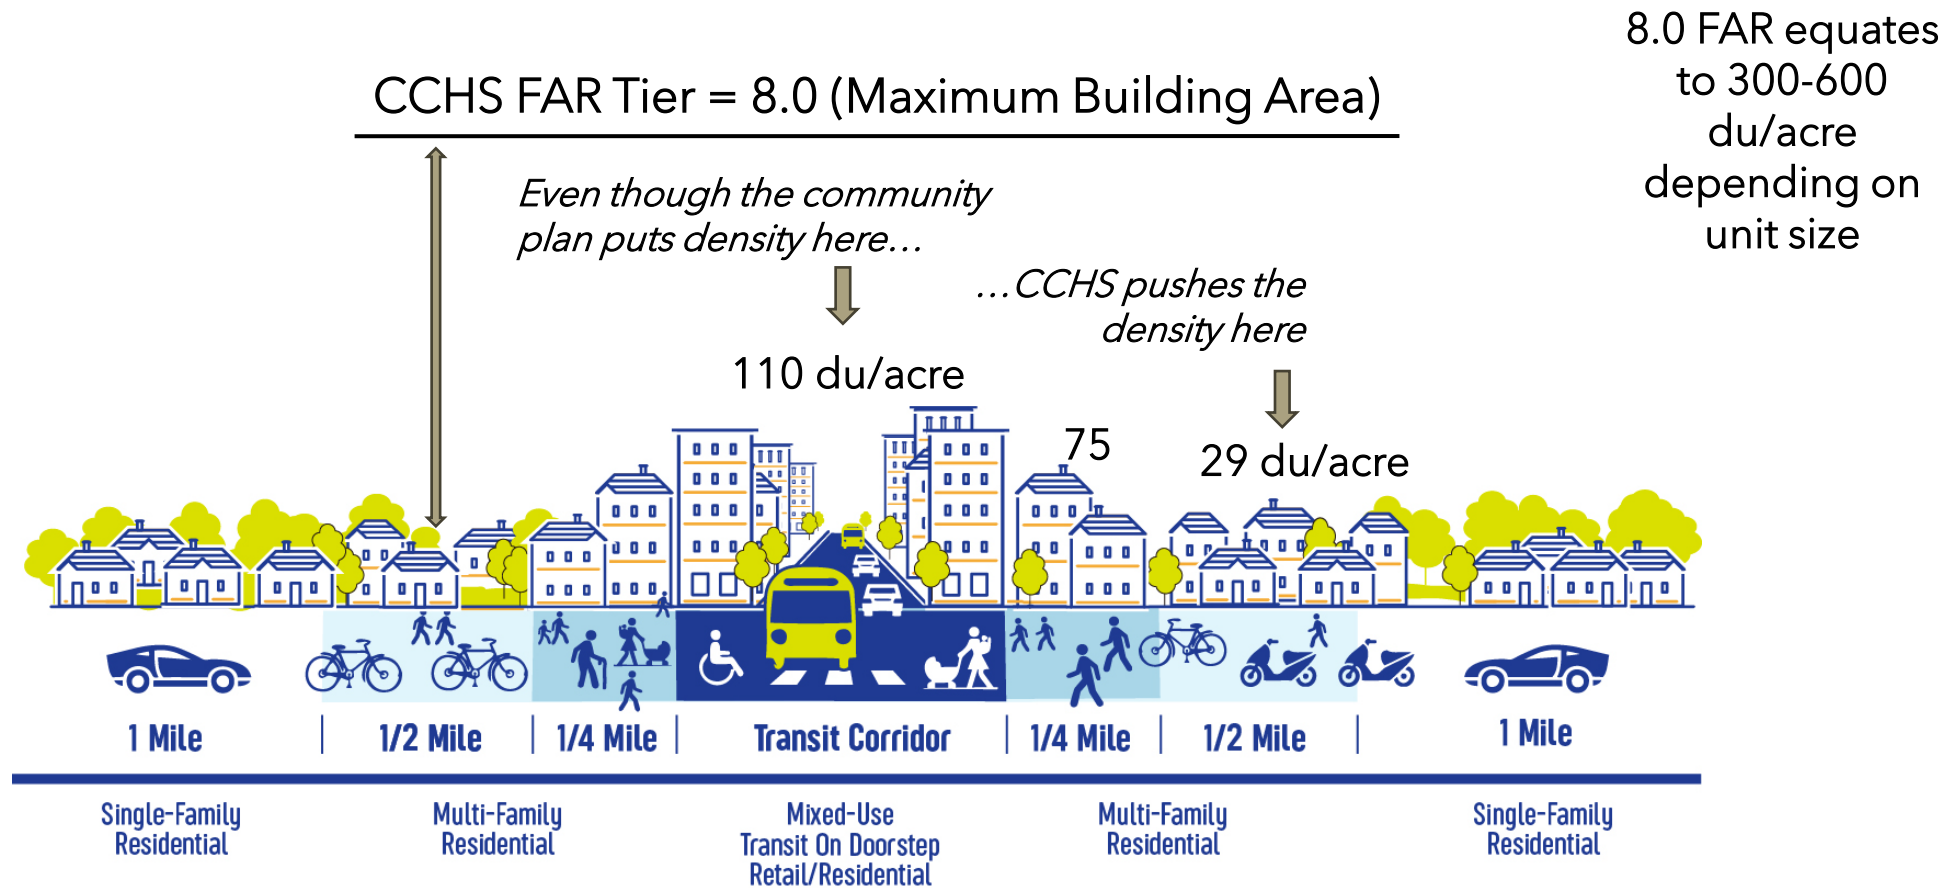 8.0 FAR equates
to 300-600
du/acre
depending on
unit size
CCHS FAR Tier = 8.0 (Maximum Building Area)
Even though the community
plan puts density here…
…CCHS pushes the
density here
110 du/acre
75
29 du/acre
1 Mile
1/2 Mile
1/4 Mile
Transit Corridor
1/4 Mile
1/2 Mile
1 Mile
Single-Family
Residential
Multi-Family
Residential
Mixed-Use
Transit On Doorstep
Retail/Residential
Multi-Family
Residential
Single-Family
Residential